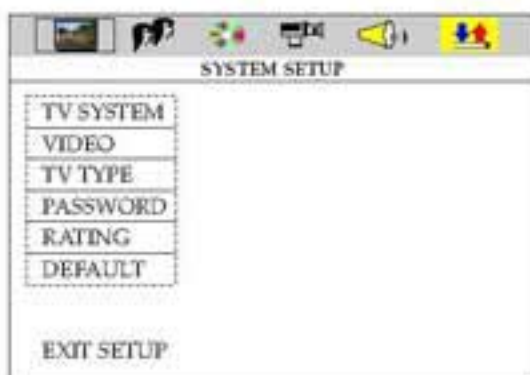 SYSTEM SETUP
TV SYSTEM
VIDEO
TV TYPE
PASSWORD
RATING
DEFAULT
EXIT SETUP